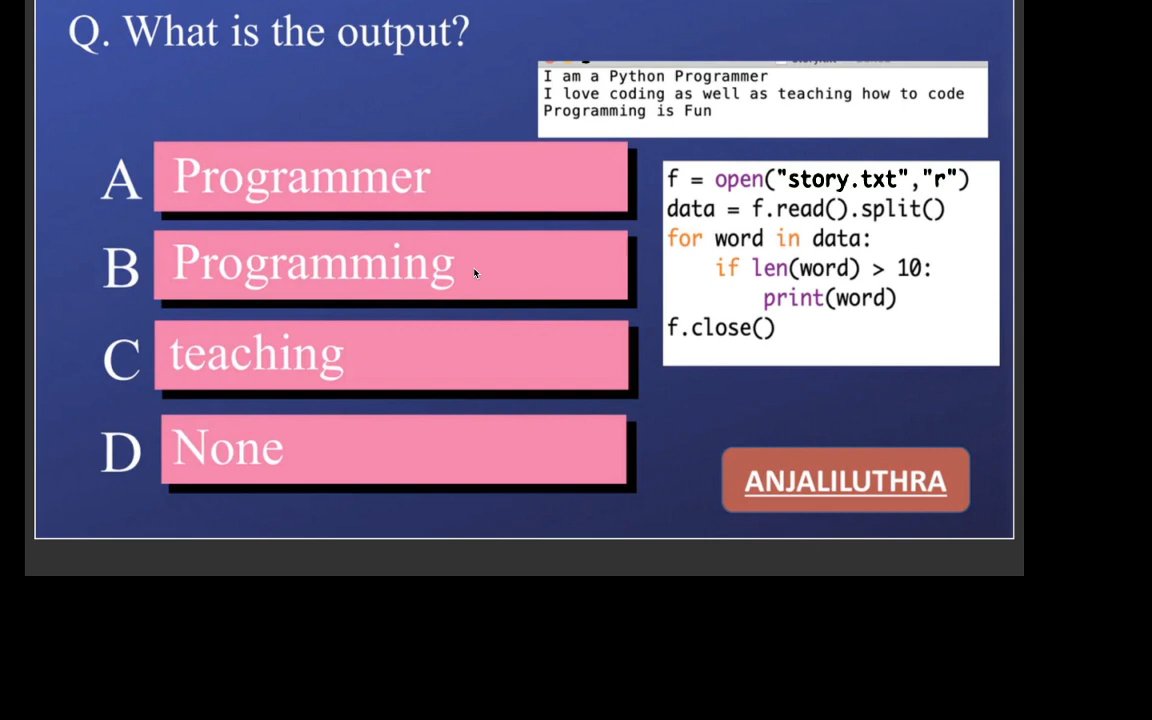 Q. What is the output?
I am a Python Programmer
I love coding as well as teaching how to code
Programming is Fun
A Programmer
B Programming
C teaching
D None
f = open("story.txt","r")
data = f.read().split()
for word in data:
    if len(word) > 10:
        print(word)
f.close()
ANJALILUTHRA